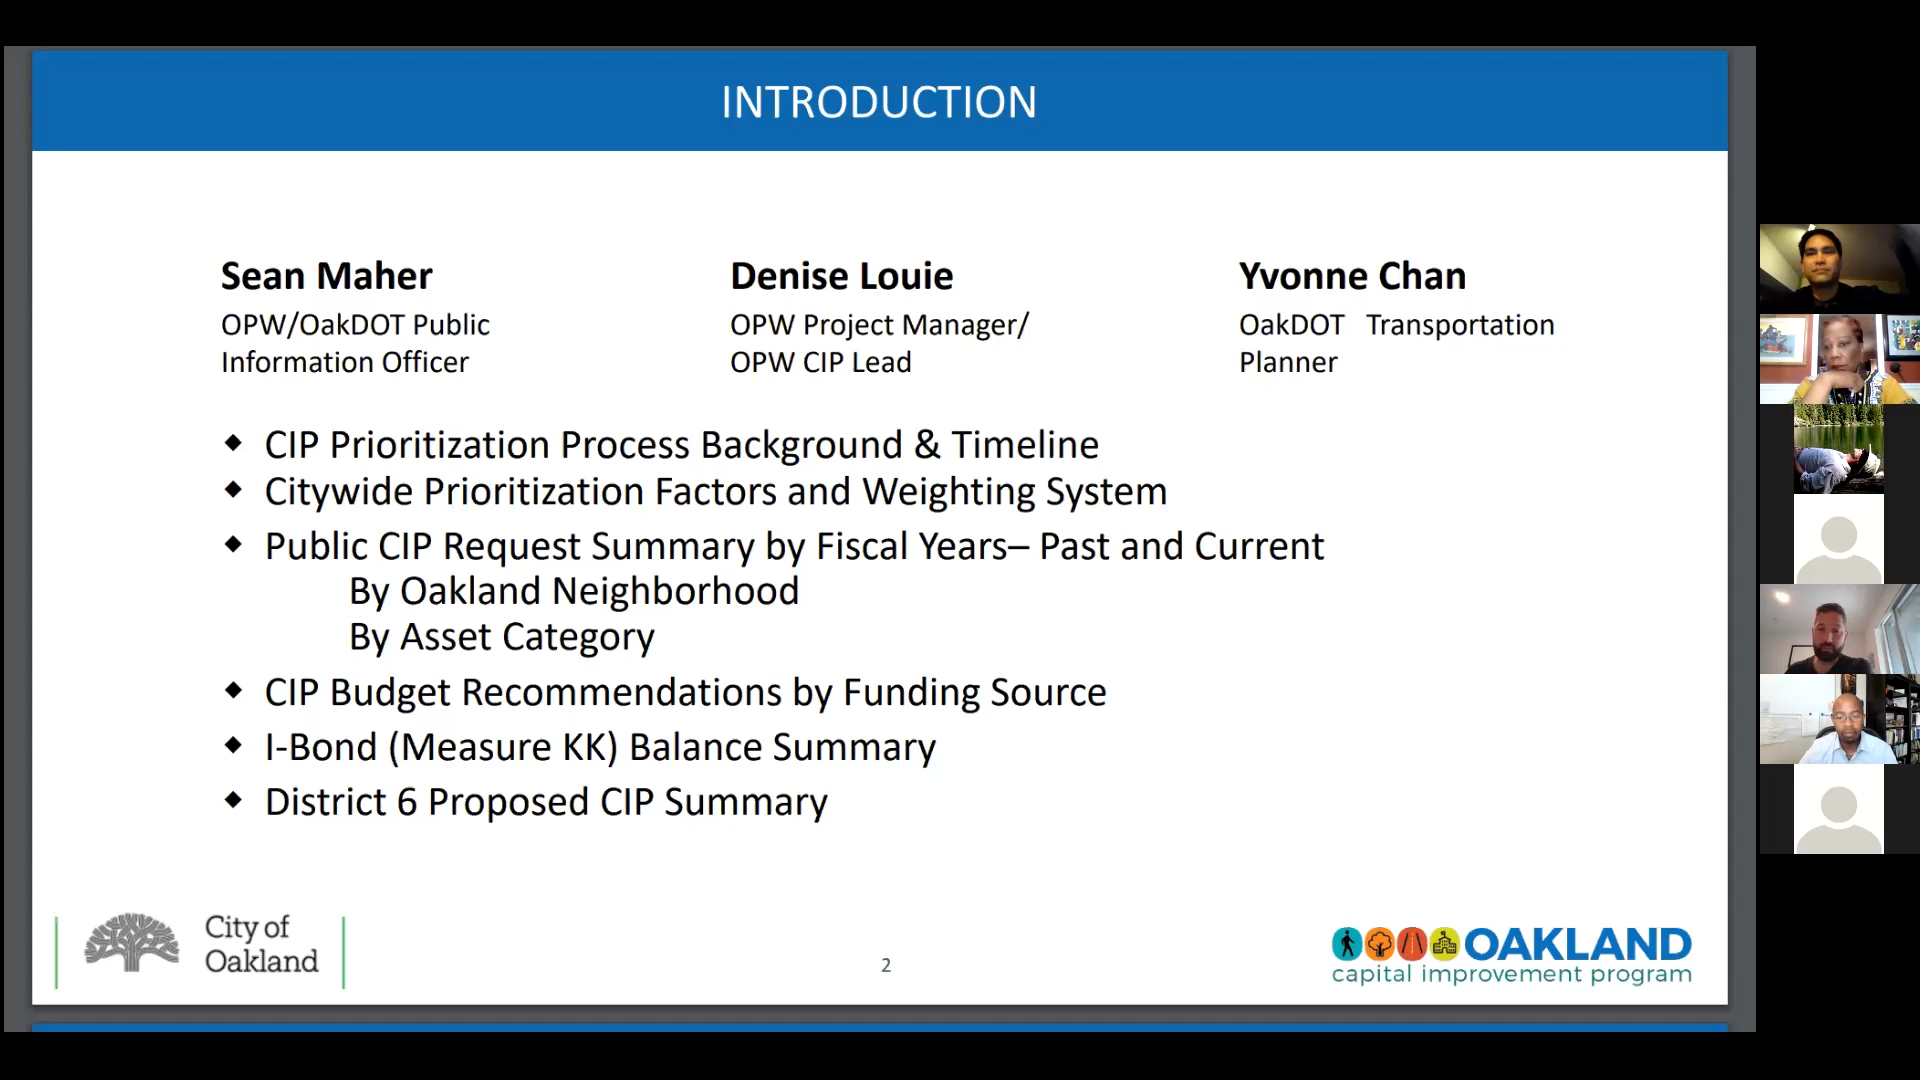 INTRODUCTION
Sean Maher
OPW/OakDOT Public
Information Officer
Denise Louie
OPW Project Manager/
OPW CIP Lead
Yvonne Chan
OakDOT Transportation
Planner
◆ CIP Prioritization Process Background & Timeline
◆ Citywide Prioritization Factors and Weighting System
◆ Public CIP Request Summary by Fiscal Years– Past and Current
By Oakland Neighborhood
By Asset Category
◆ CIP Budget Recommendations by Funding Source
◆ I-Bond (Measure KK) Balance Summary
◆ District 6 Proposed CIP Summary
City of
Oakland
2
OAKLAND
capital improvement program